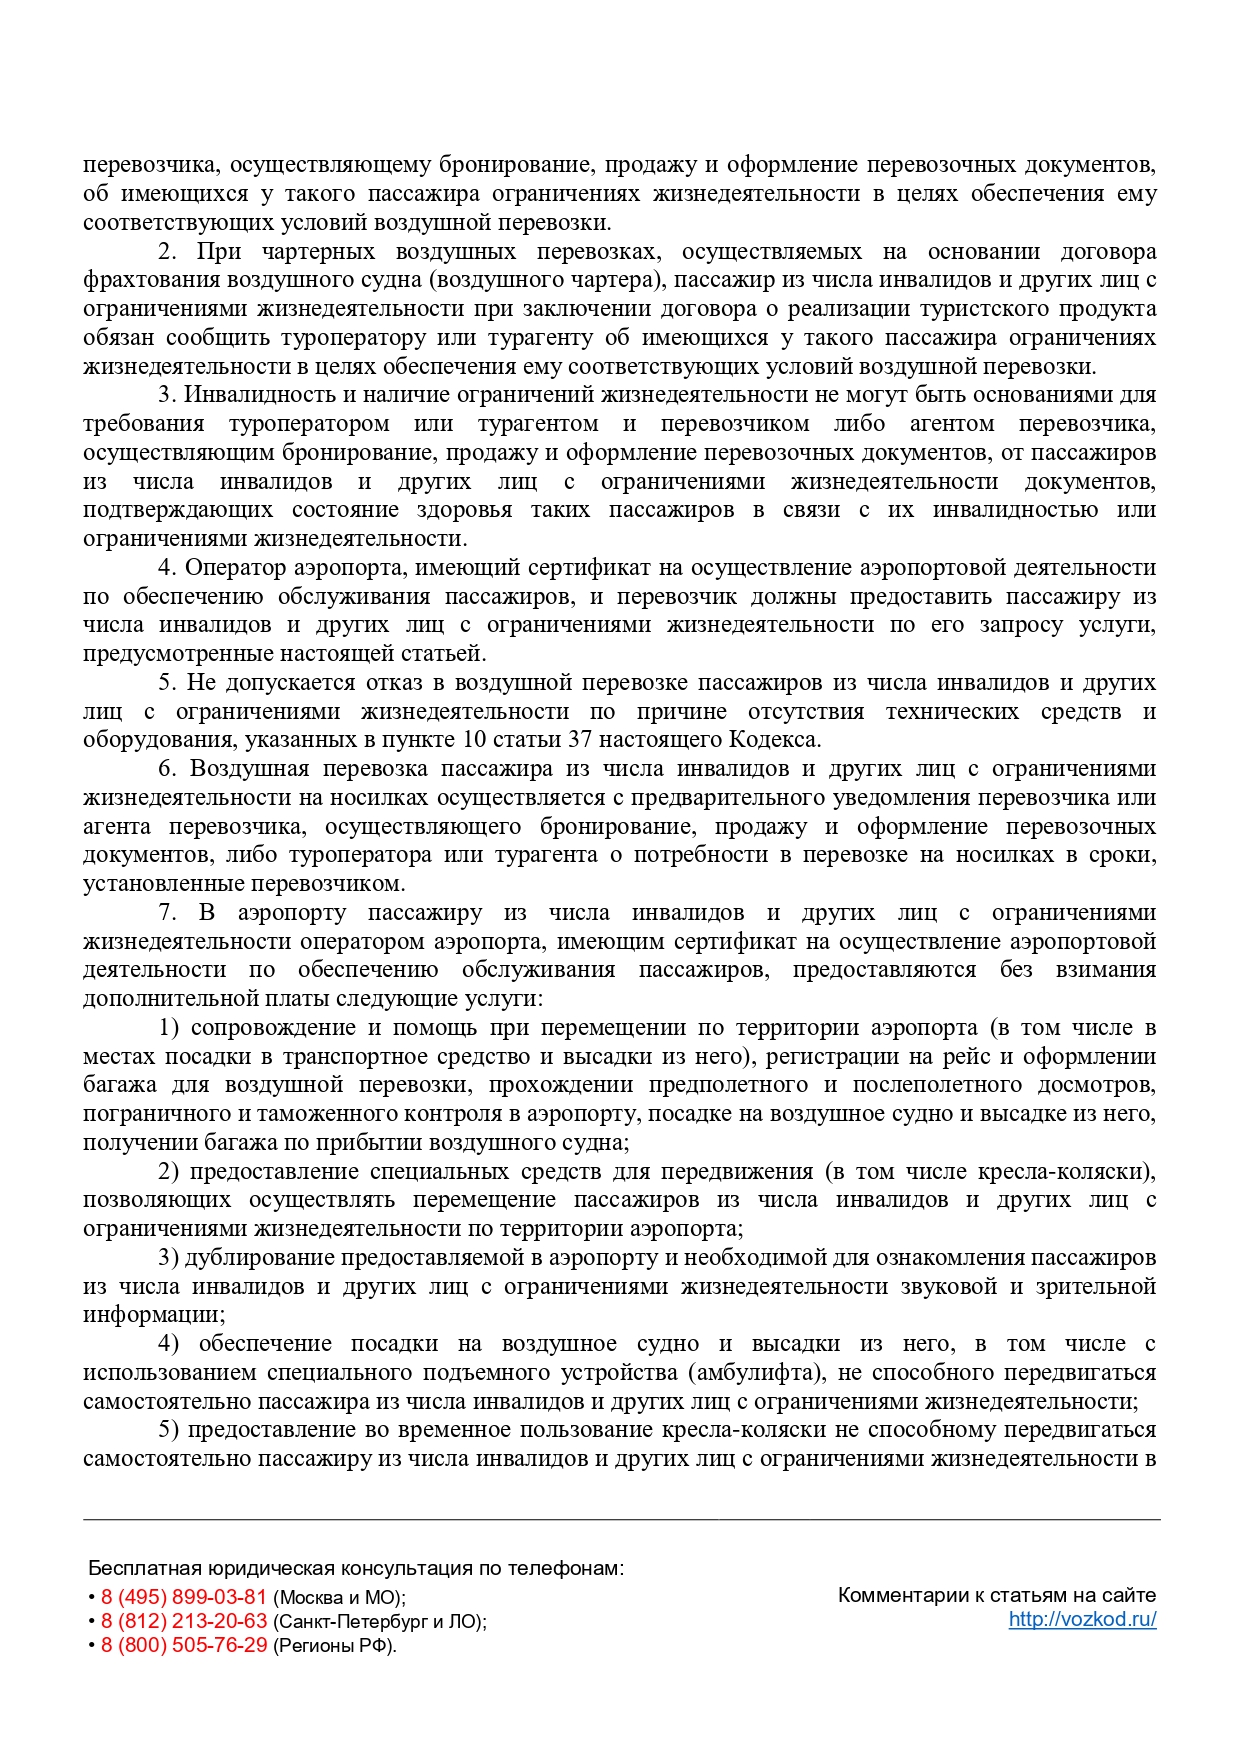 перевозчика, осуществляющему бронирование, продажу и оформление перевозочных документов,
об имеющихся у такого пассажира ограничениях жизнедеятельности в целях обеспечения ему
соответствующих условий воздушной перевозки.
2. При чартерных воздушных перевозках, осуществляемых на основании договора
фрахтования воздушного судна (воздушного чартера), пассажир из числа инвалидов и других лиц с
ограничениями жизнедеятельности при заключении договора о реализации туристского продукта
обязан сообщить туроператору или турагенту об имеющихся у такого пассажира ограничениях
жизнедеятельности в целях обеспечения ему соответствующих условий воздушной перевозки.
3. Инвалидность и наличие ограничений жизнедеятельности не могут быть основаниями для
требования туроператором или турагентом и перевозчиком либо агентом перевозчика,
осуществляющим бронирование, продажу и оформление перевозочных документов, от пассажиров
из числа инвалидов и других лиц с ограничениями жизнедеятельности документов,
подтверждающих состояние здоровья таких пассажиров в связи с их инвалидностью или
ограничениями жизнедеятельности.
4. Оператор аэропорта, имеющий сертификат на осуществление аэропортовой деятельности
по обеспечению обслуживания пассажиров, и перевозчик должны предоставить пассажиру из
числа инвалидов и других лиц с ограничениями жизнедеятельности по его запросу услуги,
предусмотренные настоящей статьей.
5. Не допускается отказ в воздушной перевозке пассажиров из числа инвалидов и других
лиц с ограничениями жизнедеятельности по причине отсутствия технических средств и
оборудования, указанных в пункте 10 статьи 37 настоящего Кодекса.
6. Воздушная перевозка пассажира из числа инвалидов и других лиц с ограничениями
жизнедеятельности на носилках осуществляется с предварительного уведомления перевозчика или
агента перевозчика, осуществляющего бронирование, продажу и оформление перевозочных
документов, либо туроператора или турагента о потребности в перевозке на носилках в сроки,
установленные перевозчиком.
7. В аэропорту пассажиру из числа инвалидов и других лиц с ограничениями
жизнедеятельности оператором аэропорта, имеющим сертификат на осуществление аэропортовой
деятельности по обеспечению обслуживания пассажиров, предоставляются без взимания
дополнительной платы следующие услуги:
1) сопровождение и помощь при перемещении по территории аэропорта (в том числе в
местах посадки в транспортное средство и высадки из него), регистрации на рейс и оформлении
багажа для воздушной перевозки, прохождении предполетного и послеполетного досмотров,
пограничного и таможенного контроля в аэропорту, посадке на воздушное судно и высадке из него,
получении багажа по прибытии воздушного судна;
2) предоставление специальных средств для передвижения (в том числе кресла-коляски),
позволяющих осуществлять перемещение пассажиров из числа инвалидов и других лиц с
ограничениями жизнедеятельности по территории аэропорта;
3) дублирование предоставляемой в аэропорту и необходимой для ознакомления пассажиров
из числа инвалидов и других лиц с ограничениями жизнедеятельности звуковой и зрительной
информации;
4) обеспечение посадки на воздушное судно и высадки из него, в том числе с
использованием специального подъемного устройства (амбулифта), не способного передвигаться
самостоятельно пассажира из числа инвалидов и других лиц с ограничениями жизнедеятельности;
5) предоставление во временное пользование кресла-коляски не способному передвигаться
самостоятельно пассажиру из числа инвалидов и других лиц с ограничениями жизнедеятельности в
Бесплатная юридическая консультация по телефонам:
• 8 (495) 899-03-81 (Москва и МО);
• 8 (812) 213-20-63 (Санкт-Петербург и ЛО);
• 8 (800) 505-76-29 (Регионы РФ).
Комментарии к статьям на сайте
http://vozkod.ru/